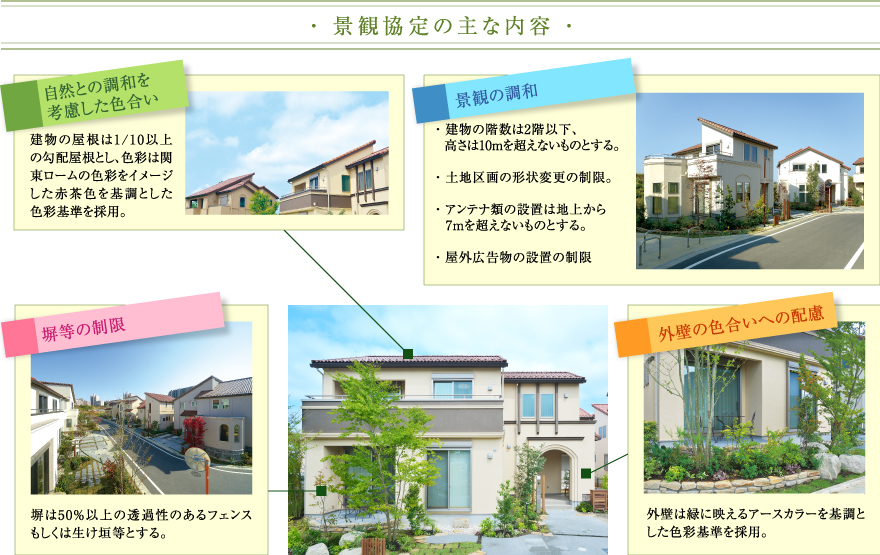 ・ 景観協定の主な内容 ・
自然との調和を
考慮した色合い
建物の屋根は1/10以上
の勾配屋根とし、色彩は関
東ロームの色彩をイメージ
した赤茶色を基調とした
色彩基準を採用。
景観の調和
・ 建物の階数は2階以下、
高さは10mを超えないものとする。
・ 土地区画の形状変更の制限。
・ アンテナ類の設置は地上から
7mを超えないものとする。
・ 屋外広告物の設置の制限
塀等の制限
塀は50%以上の透過性のあるフェンス
もしくは生け垣等とする。
外壁の色合いへの配慮
外壁は緑に映えるアースカラーを基調と
した色彩基準を採用。